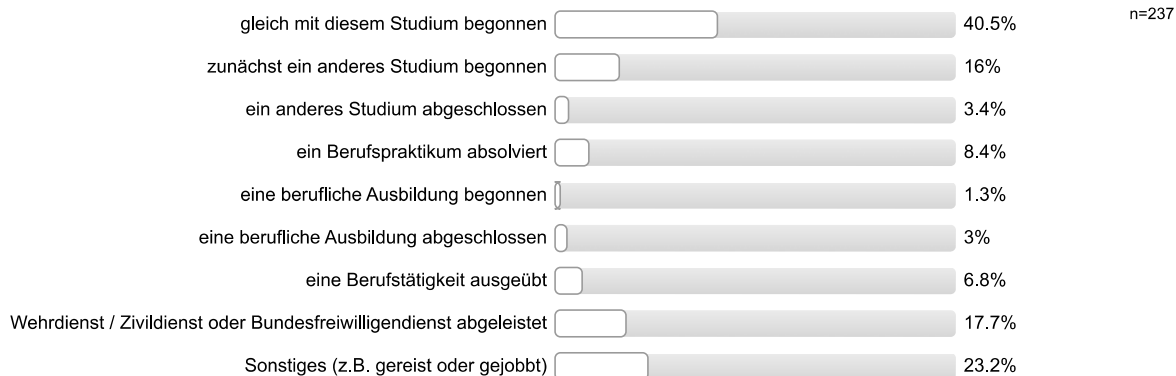 gleich mit diesem Studium begonnen 40.5% n=237
zunächst ein anderes Studium begonnen 16%
ein anderes Studium abgeschlossen 3.4%
ein Berufspraktikum absolviert 8.4%
eine berufliche Ausbildung begonnen 1.3%
eine berufliche Ausbildung abgeschlossen 3%
eine Berufstätigkeit ausgeübt 6.8%
Wehrdienst / Zivildienst oder Bundesfreiwilligendienst abgeleistet 17.7%
Sonstiges (z.B. gereist oder gejobbt) 23.2%